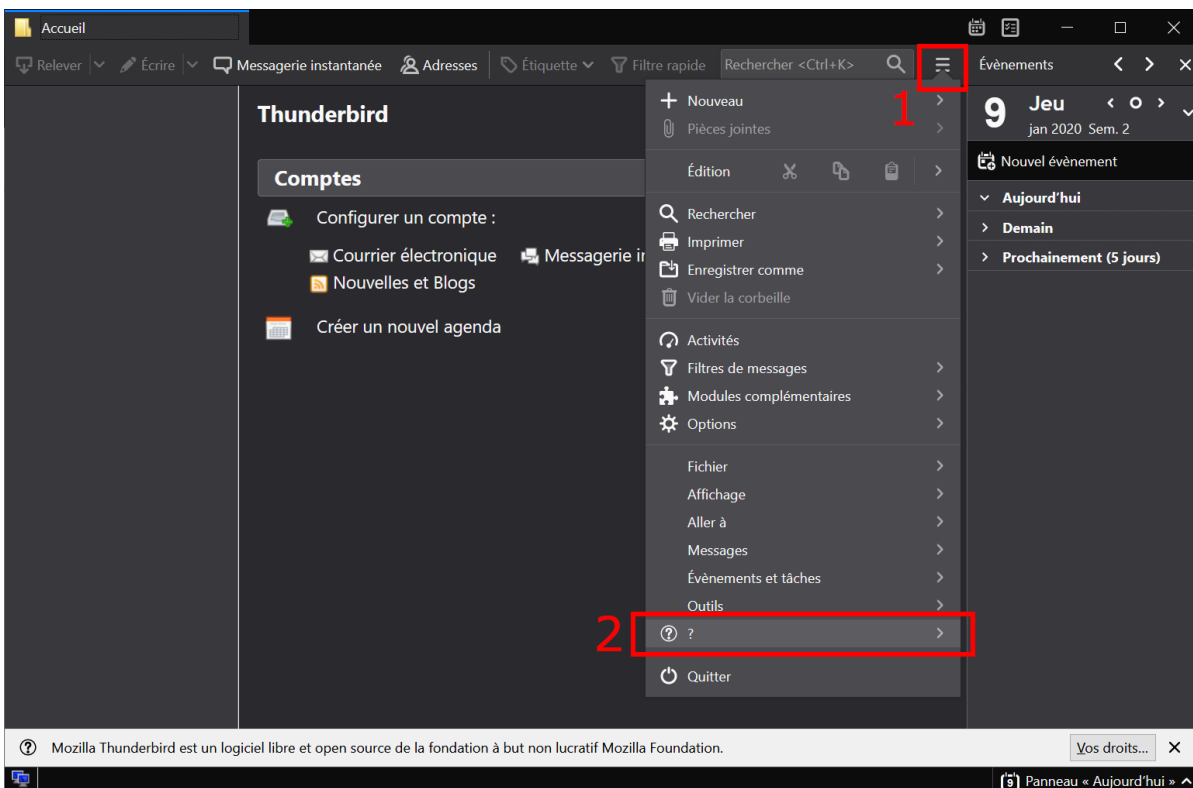 Accueil
Relever Écrire Messagerie instantanée Adresses Étiquette Filtre rapide Rechercher <Ctrl+K>
Évènements
1
Nouveau
Pièces jointes
Édition
Rechercher
Imprimer
Enregistrer comme
Vider la corbeille
Activités
Filtres de messages
Modules complémentaires
Options
Fichier
Affichage
Aller à
Messages
Évènements et tâches
Outils
2
?
Quitter
Thunderbird
Comptes
Configurer un compte :
Courrier électronique Messagerie
Nouvelles et Blogs
Créer un nouvel agenda
9 Jeu
jan 2020 Sem. 2
Nouvel évènement
Aujourd'hui
Demain
Prochainement (5 jours)
Mozilla Thunderbird est un logiciel libre et open source de la fondation à but non lucratif Mozilla Foundation.
Vos droits...
9 Panneau « Aujourd'hui »